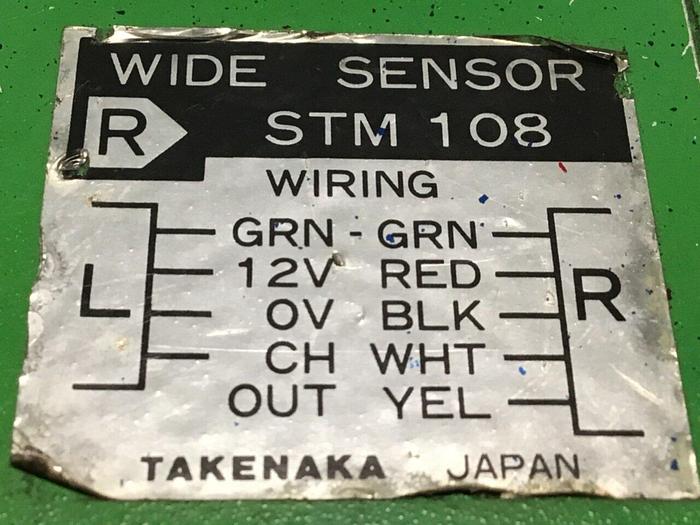 WIDE SENSOR
R STM 108
WIRING
L R
GRN - GRN
12V RED
0V BLK
CH WHT
OUT YEL
TAKENAKA JAPAN